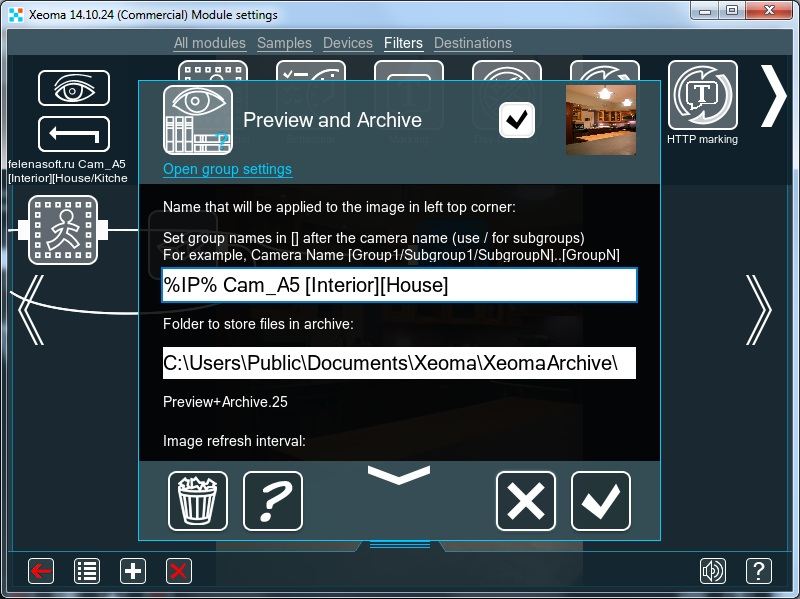 Xeoma 14.10.24 (Commercial) Module settings
All modules Samples Devices Filters Destinations
T
HTTP marking
felenasoft.ru Cam_A5
[Interior][House/Kitche
Preview and Archive
Open group settings
Name that will be applied to the image in left top corner:
Set group names in [] after the camera name (use / for subgroups)
For example, Camera Name [Group1/Subgroup1/SubgroupN]..[GroupN]
%IP% Cam_A5 [Interior][House]
Folder to store files in archive:
C:\Users\Public\Documents\Xeoma\XeomaArchive\
Preview+Archive.25
Image refresh interval:
?
?